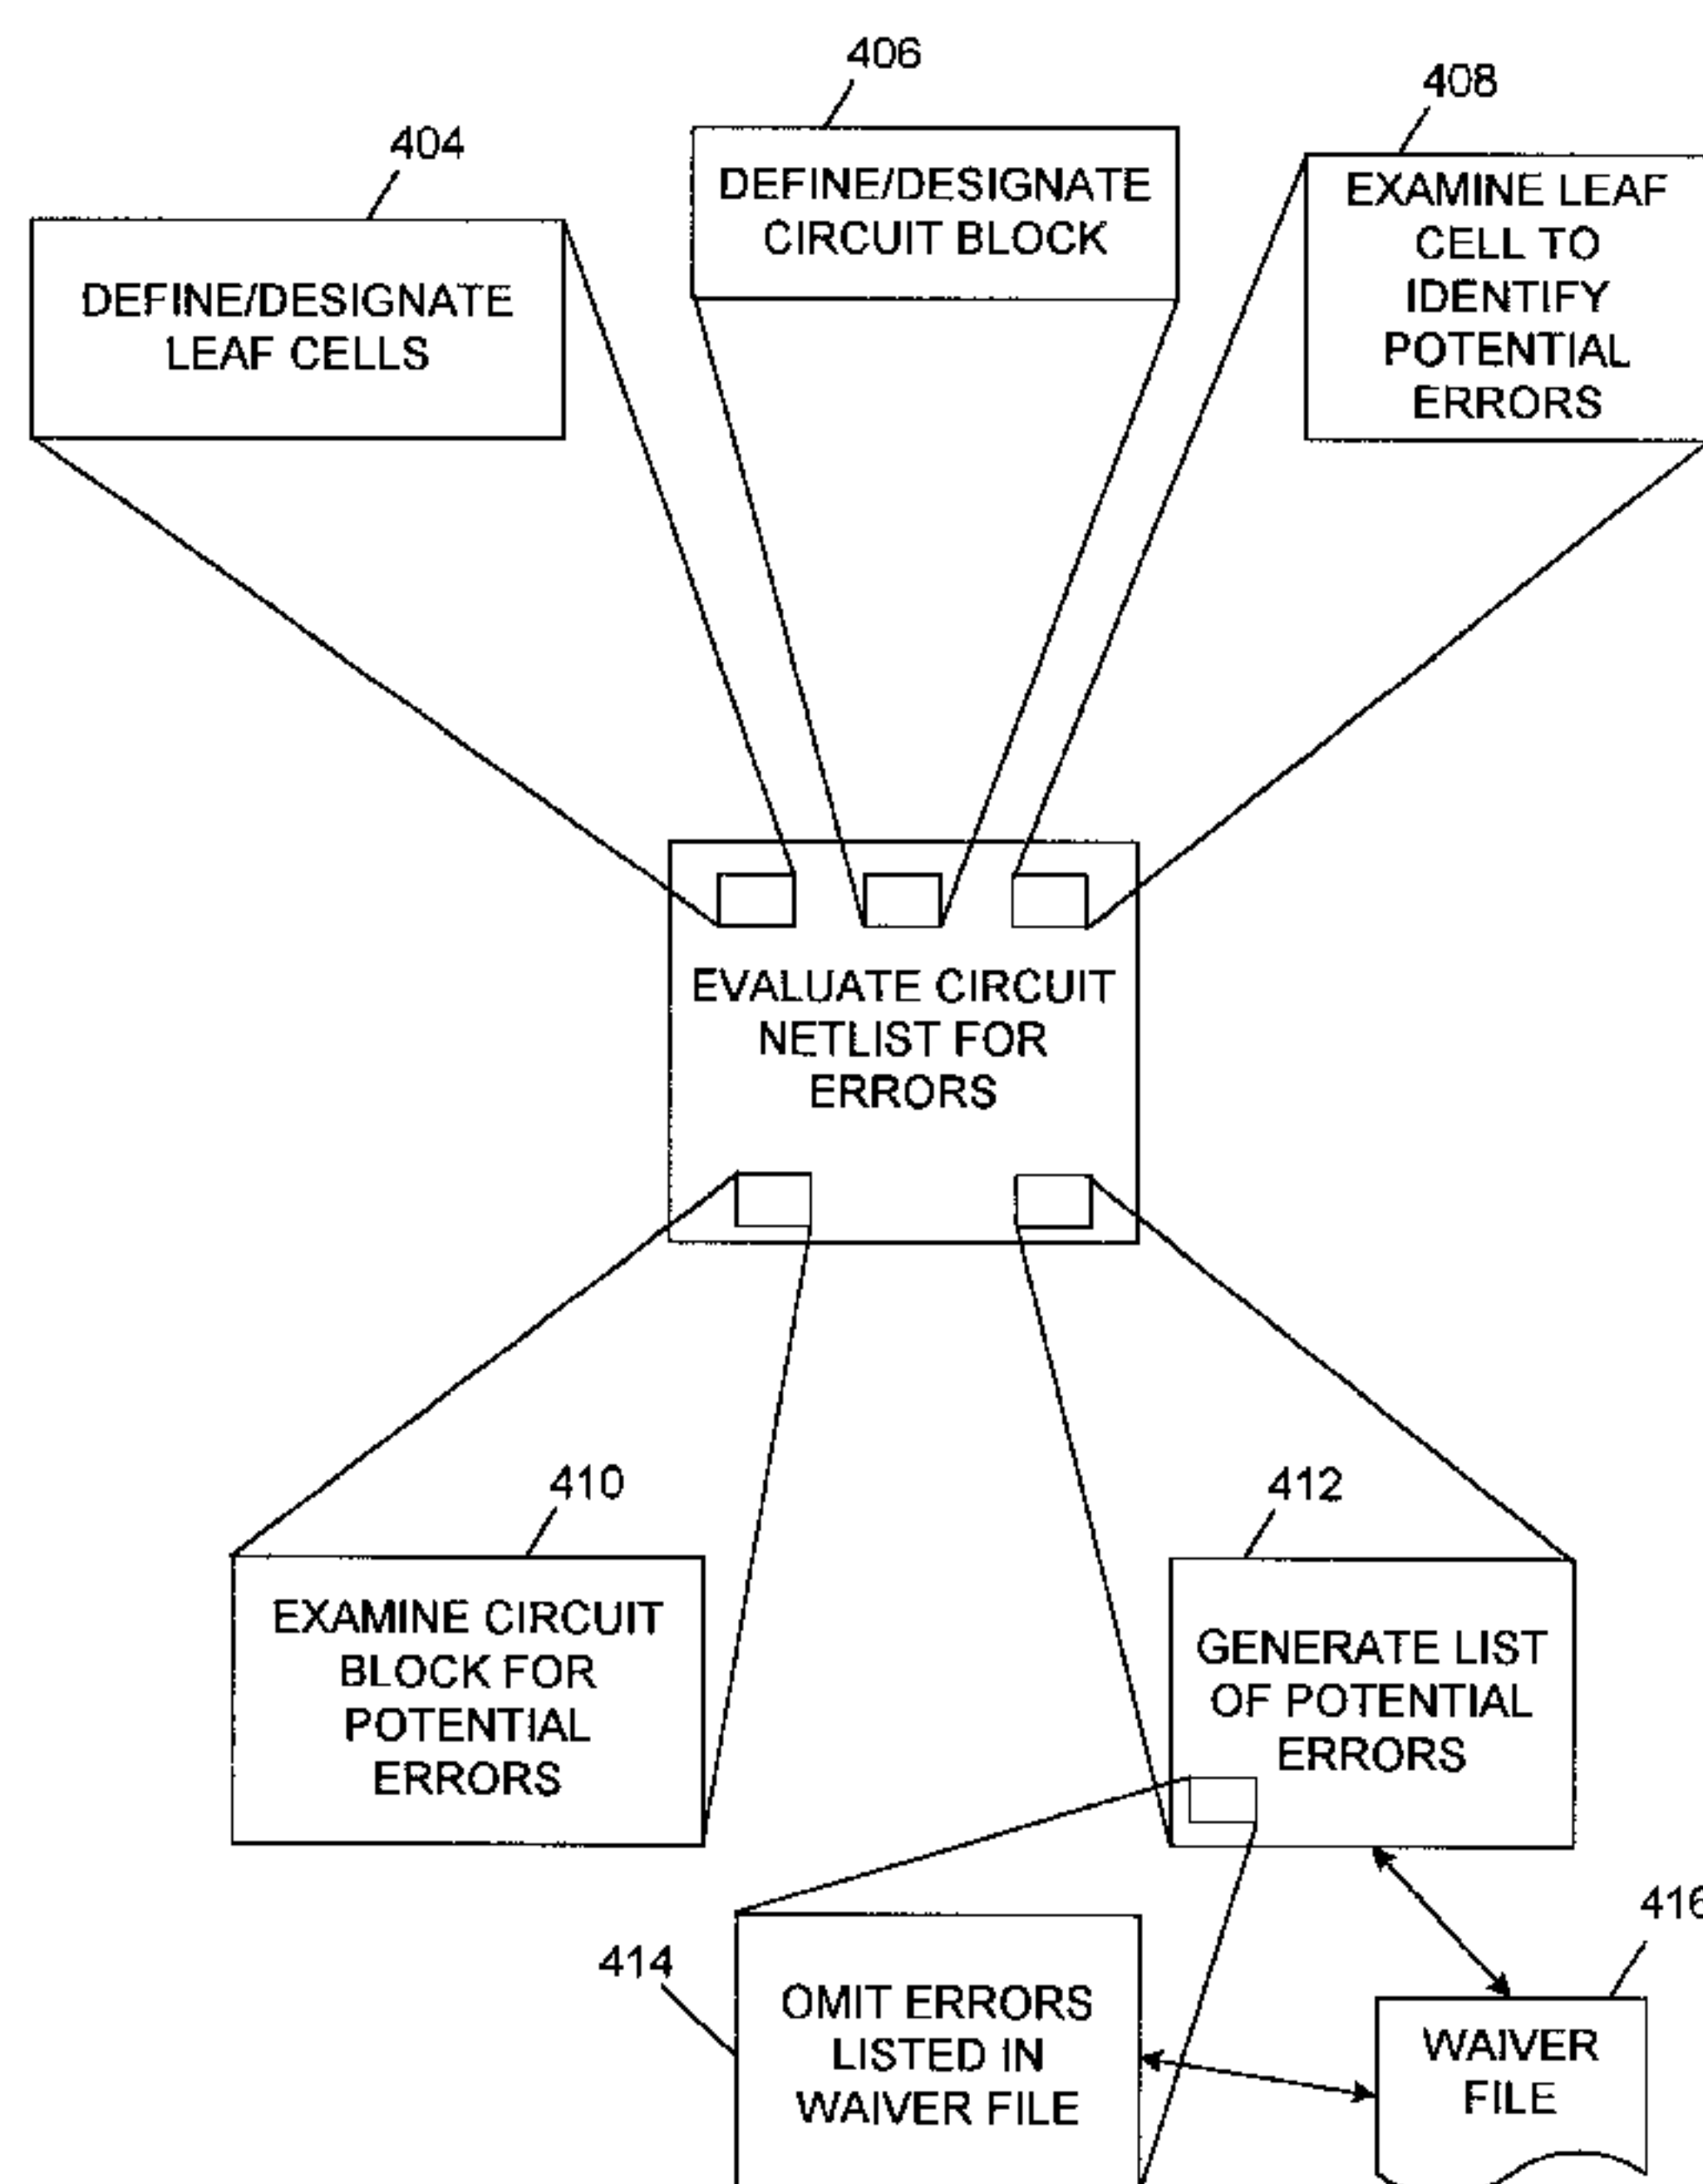 406
408
404
DEFINE/DESIGNATE
CIRCUIT BLOCK
EXAMINE LEAF
CELL TO
IDENTIFY
POTENTIAL
ERRORS
DEFINE/DESIGNATE
LEAF CELLS
EVALUATE CIRCUIT
NETLIST FOR
ERRORS
410
412
EXAMINE CIRCUIT
BLOCK FOR
POTENTIAL
ERRORS
GENERATE LIST
OF POTENTIAL
ERRORS
416
414
OMIT ERRORS
LISTED IN
WAIVER FILE
WAIVER
FILE